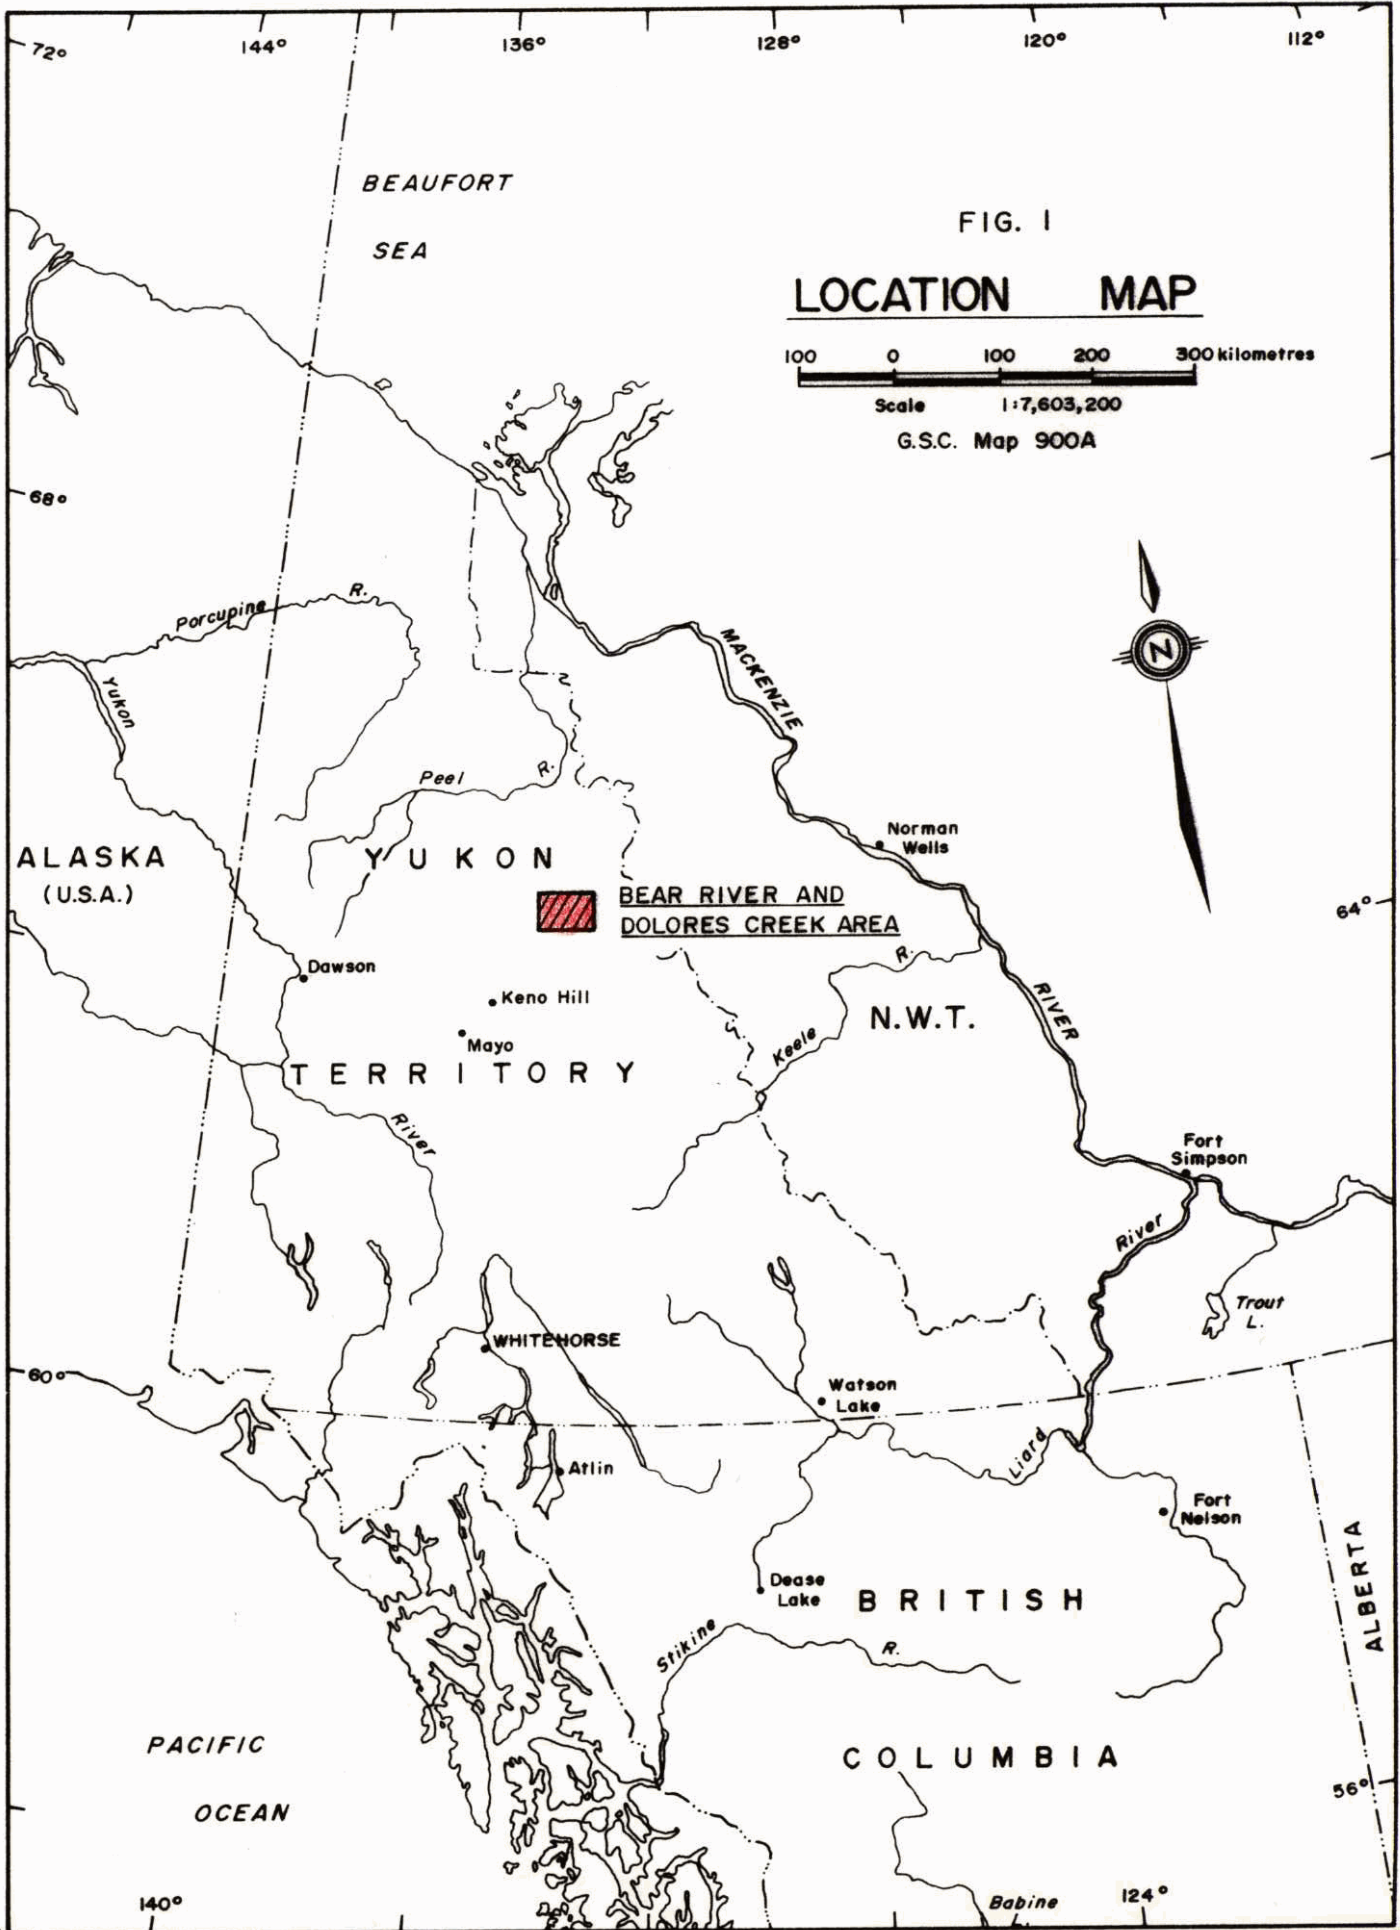 72°
144°
136°
128°
120°
112°
BEAUFORT
SEA
FIG. 1
LOCATION MAP
100 0 100 200 300 kilometres
Scale 1:7,603,200
G.S.C. Map 900A
68°
Porcupine R.
MACKENZIE
N
Yukon
Peel R.
Norman
Wells
ALASKA
(U.S.A.)
YUKON
BEAR RIVER AND
DOLORES CREEK AREA
64°
R.
Dawson
Keno Hill
RIVER
N.W.T.
Mayo
Keele
TERRITORY
River
Fort
Simpson
River
Trout
L.
WHITEHORSE
60°
Watson
Lake
Liard
Atlin
Fort
Nelson
ALBERTA
Dease
Lake
BRITISH
Stikine R.
PACIFIC
OCEAN
COLUMBIA
56°
140°
124°
Babine